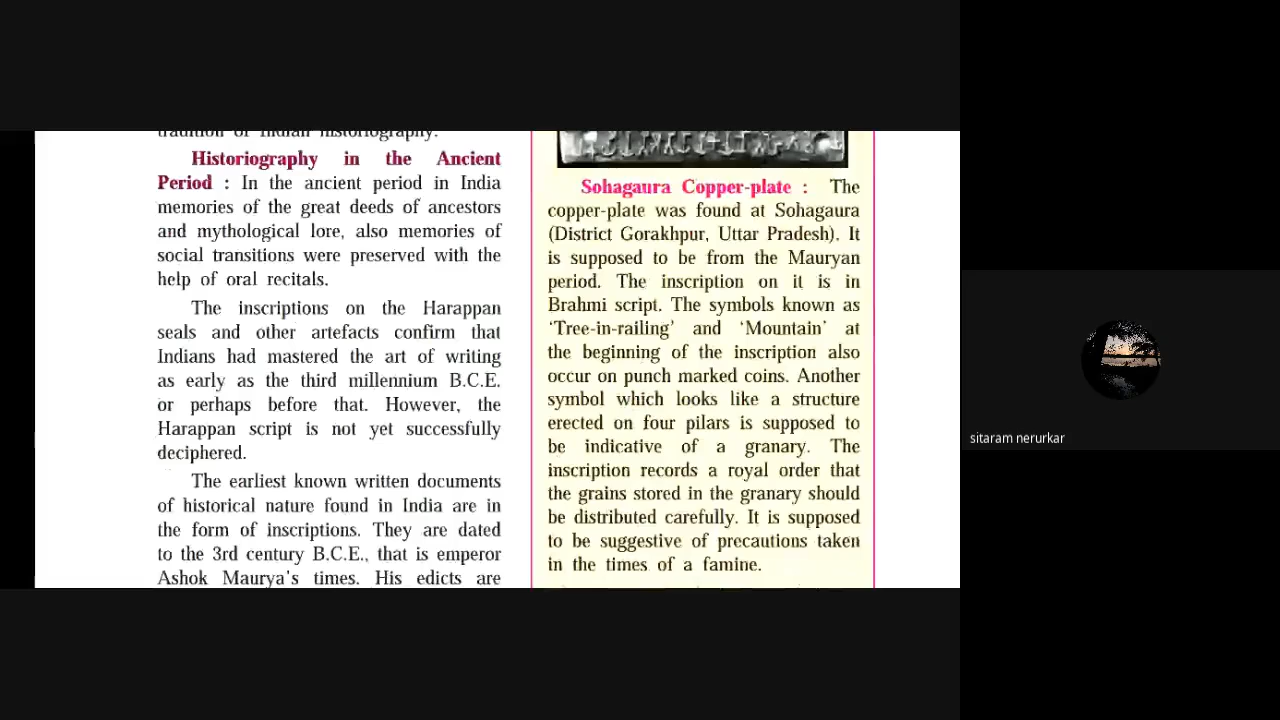 tradition of Indian historiography.
Historiography in the Ancient
Period : In the ancient period in India
memories of the great deeds of ancestors
and mythological lore, also memories of
social transitions were preserved with the
help of oral recitals.
The inscriptions on the Harappan
seals and other artefacts confirm that
Indians had mastered the art of writing
as early as the third millennium B.C.E.
or perhaps before that. However, the
Harappan script is not yet successfully
deciphered.
The earliest known written documents
of historical nature found in India are in
the form of inscriptions. They are dated
to the 3rd century B.C.E., that is emperor
Ashok Maurya's times. His edicts are
Sohagaura Copper-plate : The
copper-plate was found at Sohagaura
(District Gorakhpur, Uttar Pradesh). It
is supposed to be from the Mauryan
period. The inscription on it is in
Brahmi script. The symbols known as
‘Tree-in-railing’ and ‘Mountain’ at
the beginning of the inscription also
occur on punch marked coins. Another
symbol which looks like a structure
erected on four pillars is supposed to
be indicative of a granary. The
inscription records a royal order that
the grains stored in the granary should
be distributed carefully. It is supposed
to be suggestive of precautions taken
in the times of a famine.
sitaram nerurkar